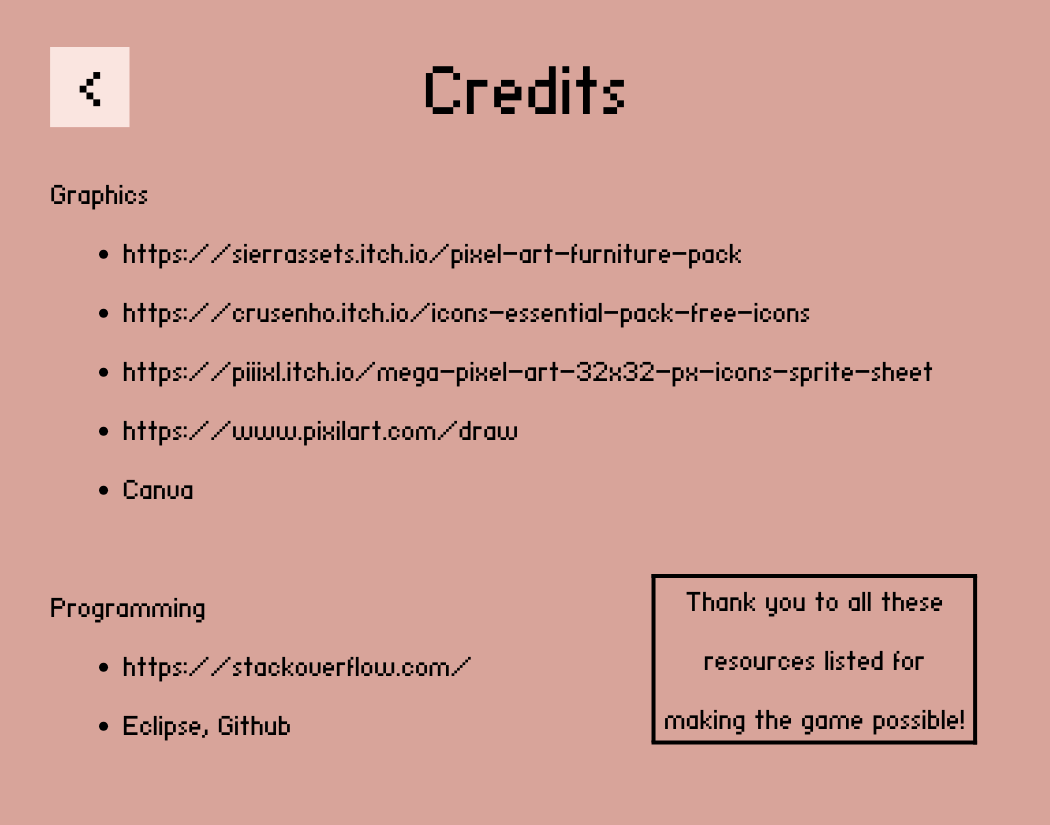 <
Credits
Graphics
• https://sierrassets.itch.io/pixel-art-furniture-pack
• https://crusenho.itch.io/icons-essential-pack-free-icons
• https://piiixl.itch.io/mega-pixel-art-32x32-px-icons-sprite-sheet
• https://www.pixilart.com/draw
• Canva
Programming
• https://stackoverflow.com/
• Eclipse, Github
Thank you to all these
resources listed for
making the game possible!